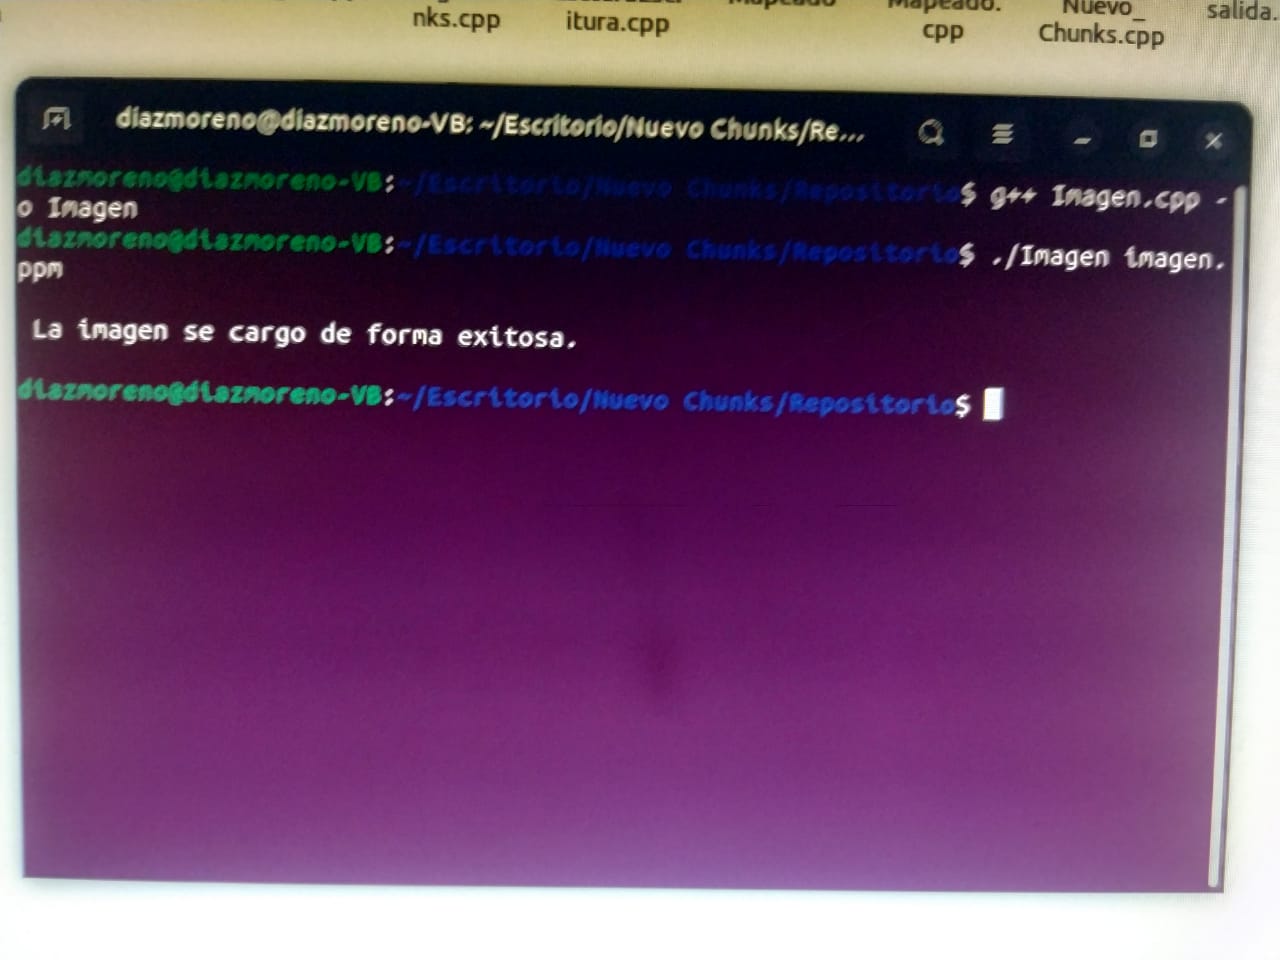 nks.cpp itura.cpp cpp Nuevo_ salida.
Chunks.cpp
diazmoreno@diazmoreno-VB: ~/Escritorio/Nuevo Chunks/Re...
diazmoreno@diazmoreno-VB:~/Escritorio/Nuevo Chunks/Repositorio$ g++ Imagen.cpp -
o Imagen
diazmoreno@diazmoreno-VB:~/Escritorio/Nuevo Chunks/Repositorio$ ./Imagen imagen.
ppm
La imagen se cargo de forma exitosa.
diazmoreno@diazmoreno-VB:~/Escritorio/Nuevo Chunks/Repositorio$